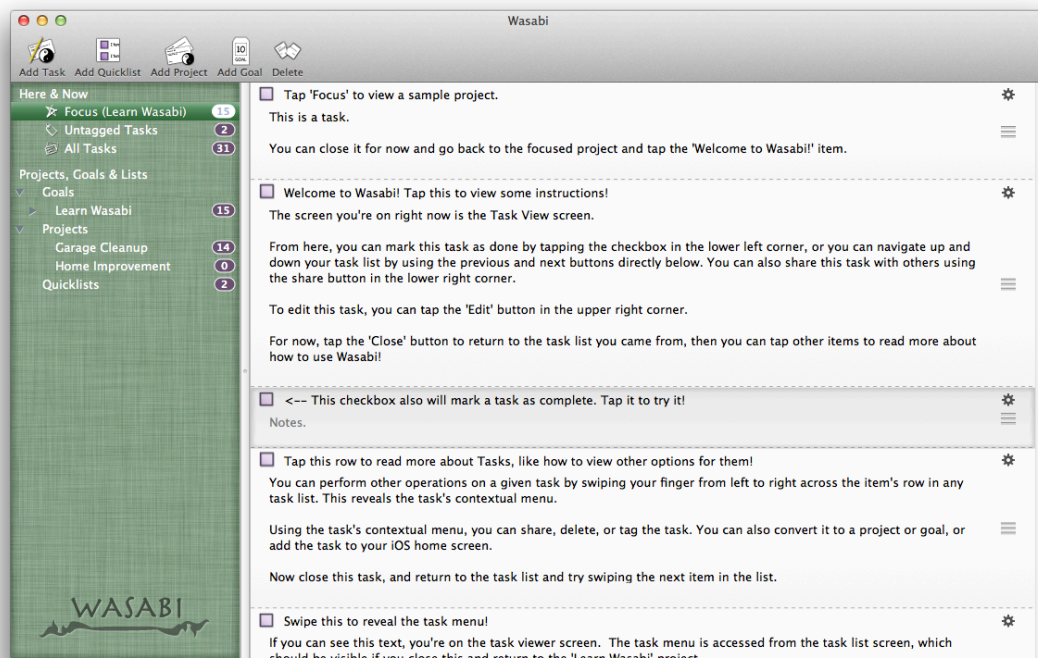 Wasabi
Add Task Add Quicklist Add Project Add Goal Delete
Here & Now
Focus (Learn Wasabi) 15
Untagged Tasks 2
All Tasks 31
Projects, Goals & Lists
Goals
Learn Wasabi 15
Projects
Garage Cleanup 14
Home Improvement 0
Quicklists 2
WASABI
Tap 'Focus' to view a sample project.
This is a task.
You can close it for now and go back to the focused project and tap the 'Welcome to Wasabi!' item.
Welcome to Wasabi! Tap this to view some instructions!
The screen you're on right now is the Task View screen.
From here, you can mark this task as done by tapping the checkbox in the lower left corner, or you can navigate up and
down your task list by using the previous and next buttons directly below. You can also share this task with others using
the share button in the lower right corner.
To edit this task, you can tap the 'Edit' button in the upper right corner.
For now, tap the 'Close' button to return to the task list you came from, then you can tap other items to read more about
how to use Wasabi!
<-- This checkbox also will mark a task as complete. Tap it to try it!
Notes.
Tap this row to read more about Tasks, like how to view other options for them!
You can perform other operations on a given task by swiping your finger from left to right across the item's row in any
task list. This reveals the task's contextual menu.
Using the task's contextual menu, you can share, delete, or tag the task. You can also convert it to a project or goal, or
add the task to your iOS home screen.
Now close this task, and return to the task list and try swiping the next item in the list.
Swipe this to reveal the task menu!
If you can see this text, you're on the task viewer screen.  The task menu is accessed from the task list screen, which
should be visible if you close this and return to the 'Learn Wasabi' project.